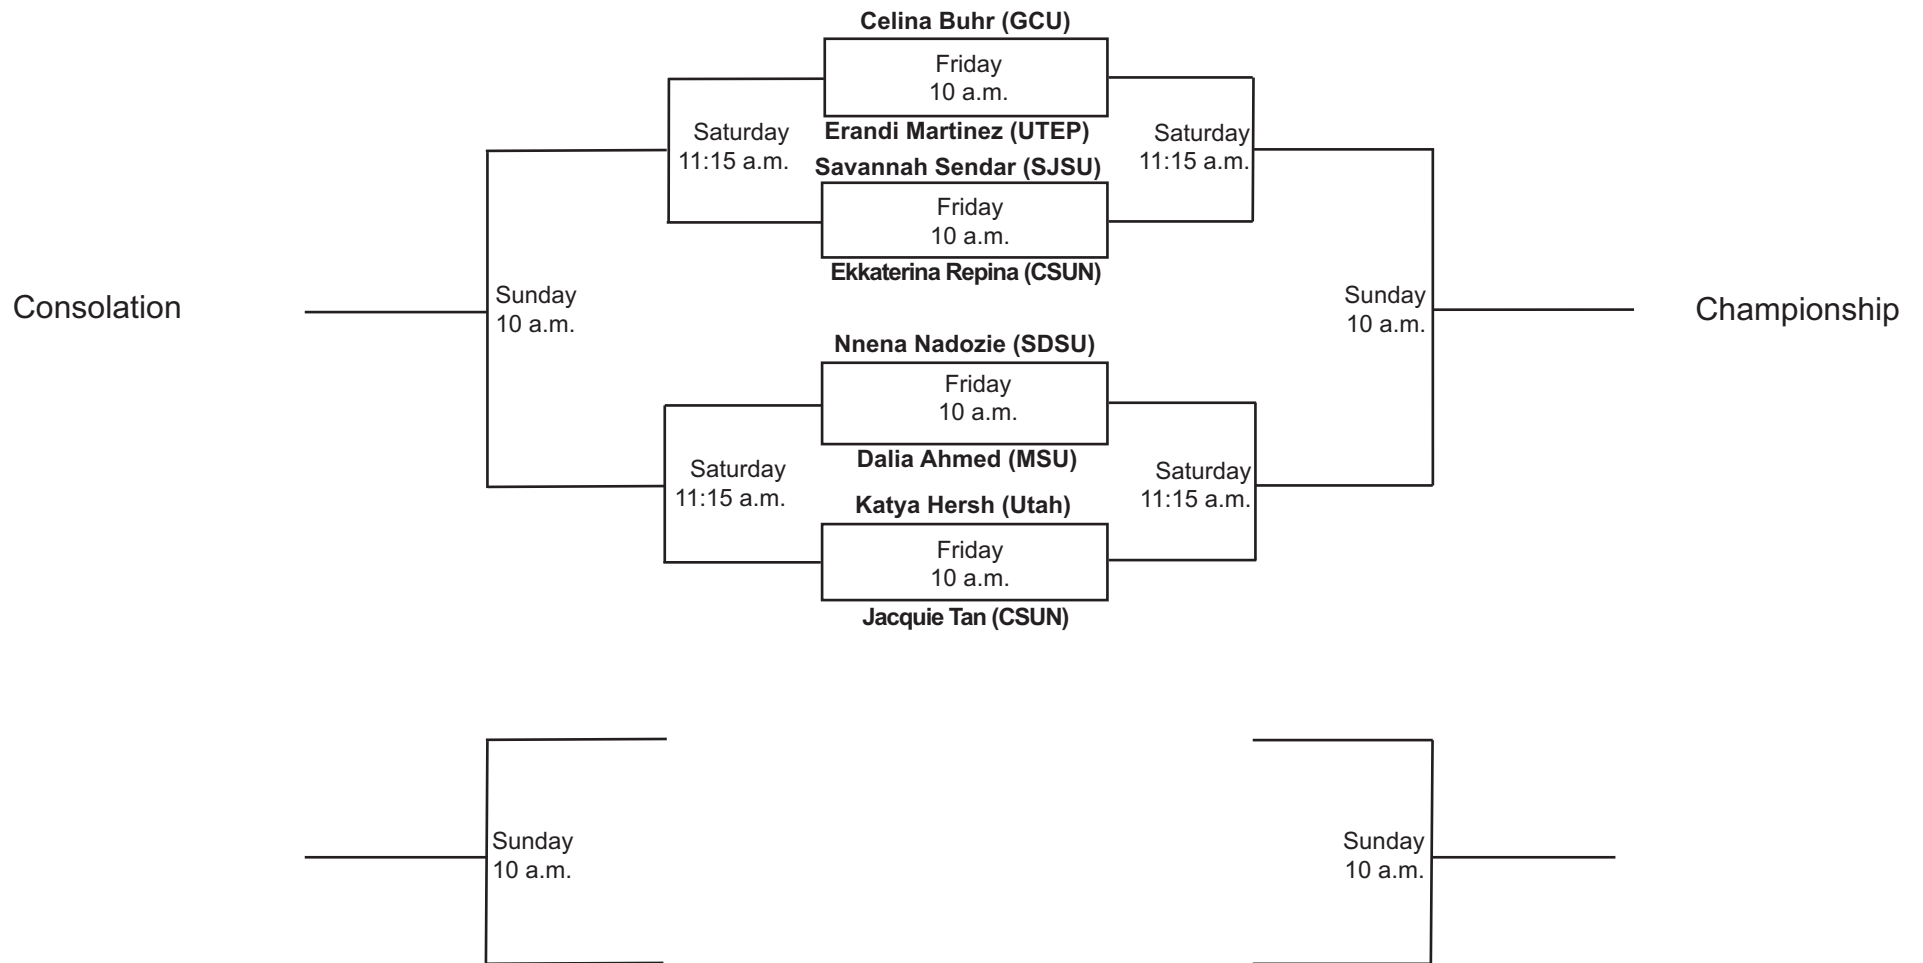 Celina Buhr (GCU)
Friday
10 a.m.
Erandi Martinez (UTEP)
Saturday
11:15 a.m.
Saturday
11:15 a.m.
Savannah Sendar (SJSU)
Friday
10 a.m.
Ekkaterina Repina (CSUN)
Consolation
Sunday
10 a.m.
Sunday
10 a.m.
Championship
Nnena Nadozie (SDSU)
Friday
10 a.m.
Dalia Ahmed (MSU)
Saturday
11:15 a.m.
Saturday
11:15 a.m.
Katya Hersh (Utah)
Friday
10 a.m.
Jacquie Tan (CSUN)
Sunday
10 a.m.
Sunday
10 a.m.